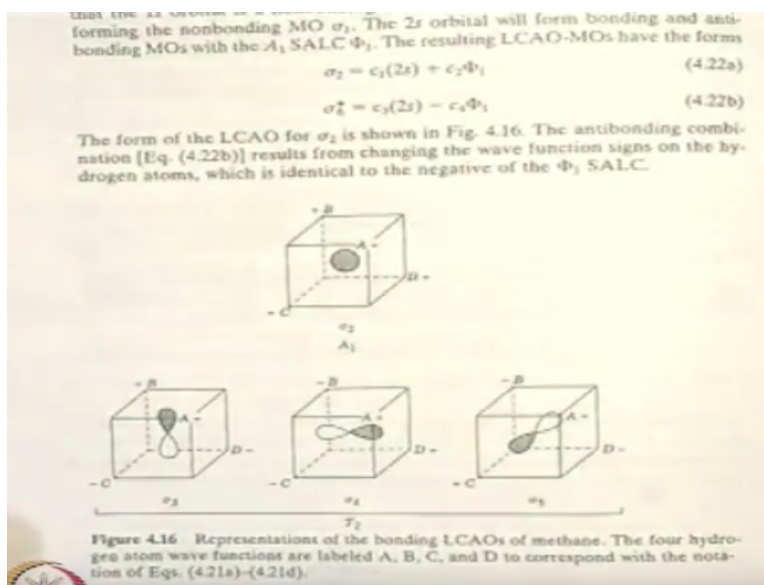 forming the nonbonding MO σ₁. The 2s orbital will form bonding and anti-
bonding MOs with the A₁ SALC Φ₁. The resulting LCAO-MOs have the forms
σ₂ = c₁(2s) + c₂Φ₁ (4.22a)
σ₆* = c₃(2s) − c₄Φ₁ (4.22b)
The form of the LCAO for σ₂ is shown in Fig. 4.16. The antibonding combi-
nation [Eq. (4.22b)] results from changing the wave function signs on the hy-
drogen atoms, which is identical to the negative of the Φ₁ SALC.
B
A +
D +
C
σ₂
A₁
B
A +
D −
− C
σ₃
− B
A +
D +
− C
σ₄
− B
A +
D −
C
σ₅
T₂
Figure 4.16 Representations of the bonding LCAOs of methane. The four hydro-
gen atom wave functions are labeled A, B, C, and D to correspond with the nota-
tion of Eqs. (4.21a)–(4.21d).